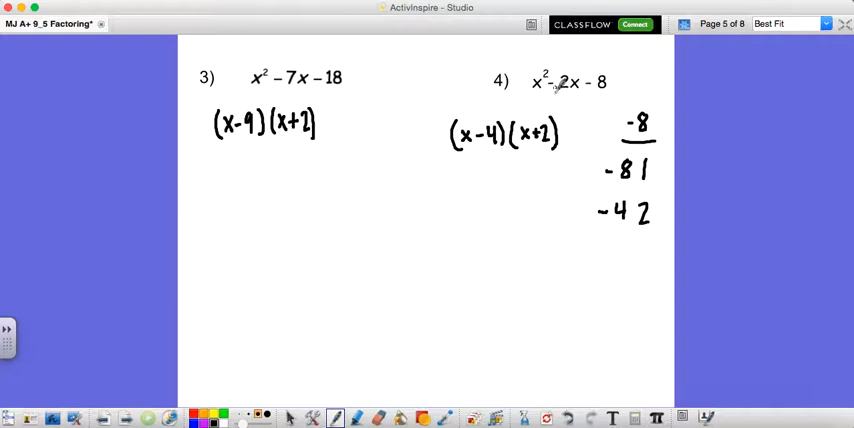 ActivInspire - Studio
MJ A+ 9_5 Factoring*
CLASSFLOW Connect
Page 5 of 8
Best Fit
3) x² - 7x - 18
(x-9)(x+2)
4) x² - 2x - 8
(x-4)(x+2)
-8
-8 1
-4 2